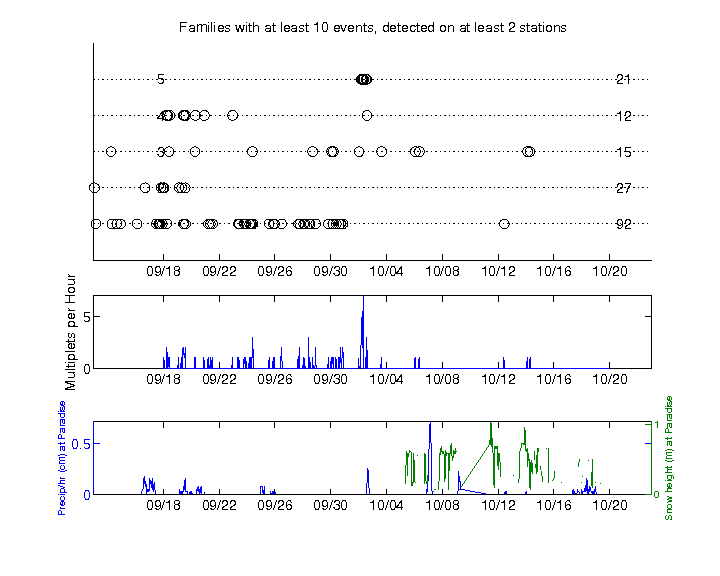 Families with at least 10 events, detected on at least 2 stations
5 21
4 12
3 15
27
92
09/18 09/22 09/26 09/30 10/04 10/08 10/12 10/16 10/20
Multiplets per Hour
5
0
09/18 09/22 09/26 09/30 10/04 10/08 10/12 10/16 10/20
Precip/hr (cm) at Paradise
0.5
0
1
0
Snow height (m) at Paradise
09/18 09/22 09/26 09/30 10/04 10/08 10/12 10/16 10/20